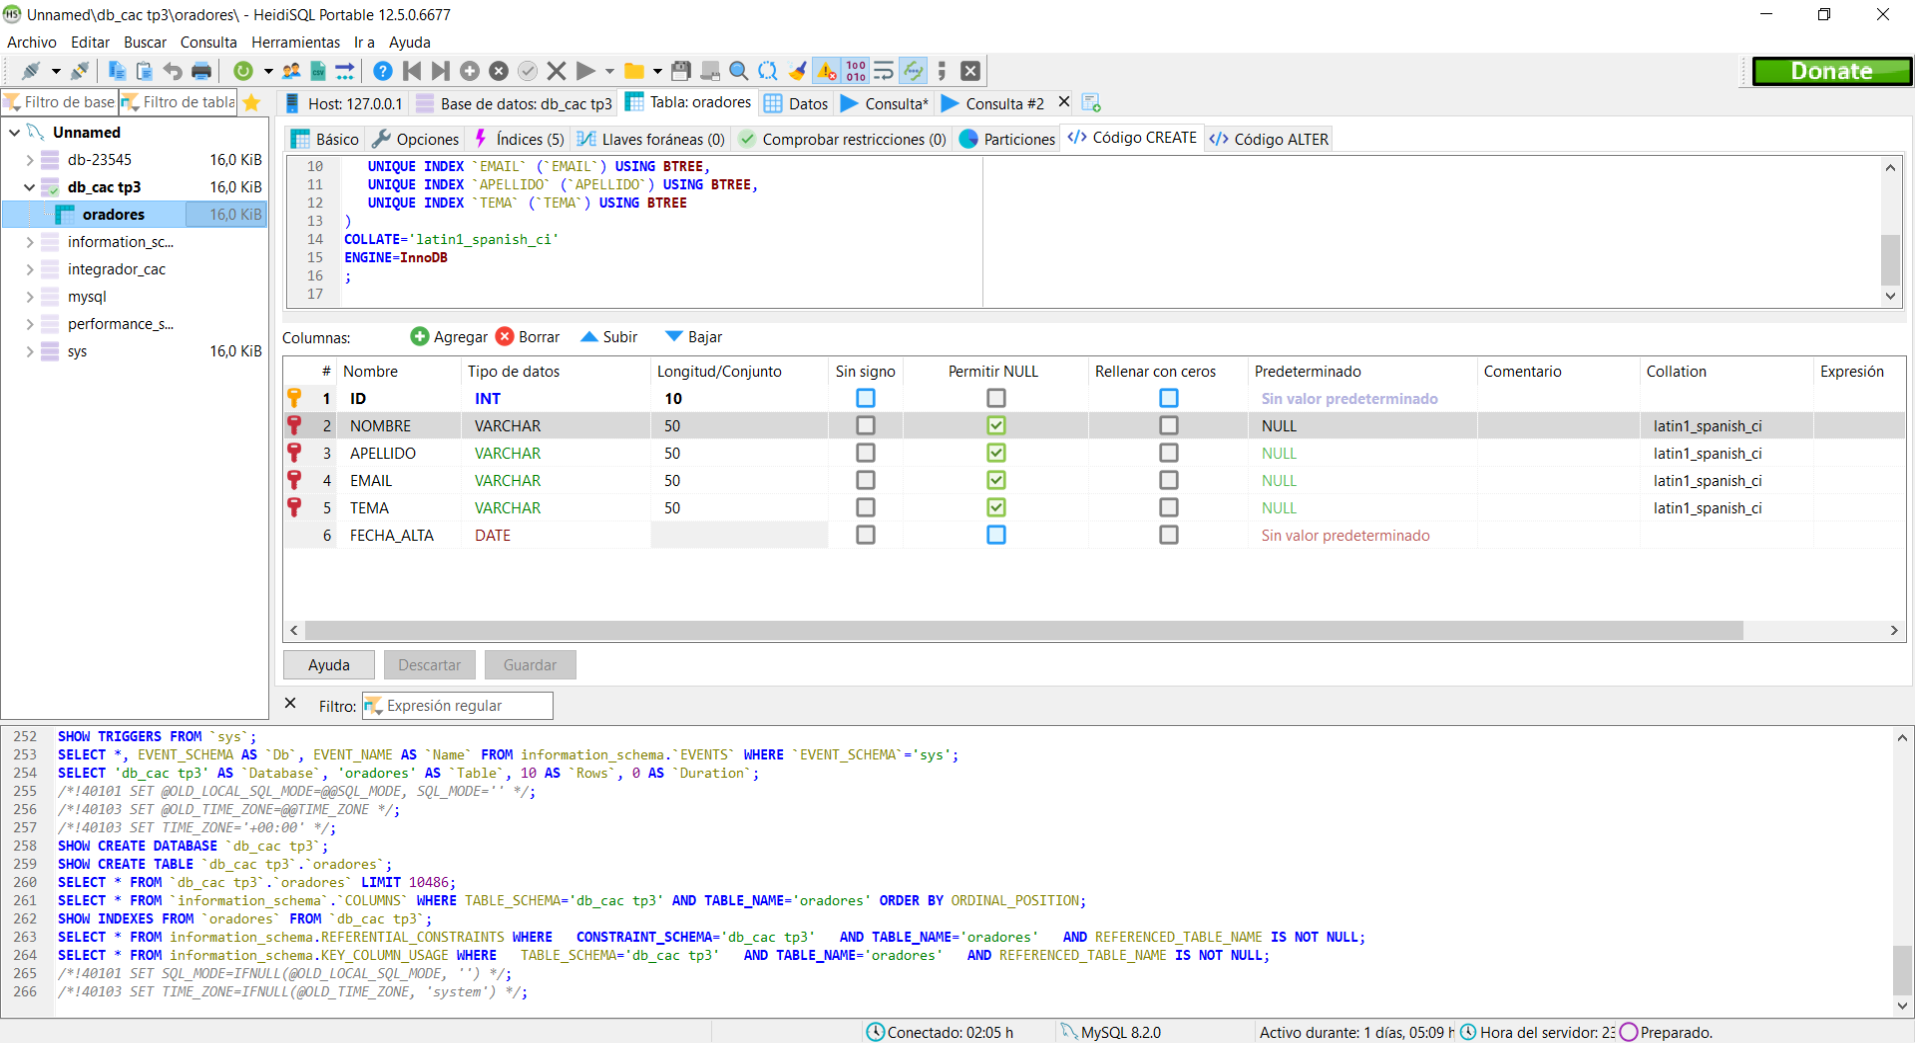 Unnamed\db_cac tp3\oradores\ - HeidiSQL Portable 12.5.0.6677
Archivo Editar Buscar Consulta Herramientas Ir a Ayuda
Donate
Filtro de base Filtro de tabla
Host: 127.0.0.1 Base de datos: db_cac tp3 Tabla: oradores Datos Consulta* Consulta #2
Unnamed
db-23545 16,0 KiB
db_cac tp3 16,0 KiB
oradores 16,0 KiB
information_sc...
integrador_cac
mysql
performance_s...
sys 16,0 KiB
Básico Opciones Índices (5) Llaves foráneas (0) Comprobar restricciones (0) Particiones </> Código CREATE </> Código ALTER
10 UNIQUE INDEX `EMAIL` (`EMAIL`) USING BTREE,
11 UNIQUE INDEX `APELLIDO` (`APELLIDO`) USING BTREE,
12 UNIQUE INDEX `TEMA` (`TEMA`) USING BTREE
13 )
14 COLLATE='latin1_spanish_ci'
15 ENGINE=InnoDB
16 ;
17
Columnas: Agregar Borrar Subir Bajar
# Nombre Tipo de datos Longitud/Conjunto Sin signo Permitir NULL Rellenar con ceros Predeterminado Comentario Collation Expresión
1 ID INT 10 Sin valor predeterminado
2 NOMBRE VARCHAR 50 NULL latin1_spanish_ci
3 APELLIDO VARCHAR 50 NULL latin1_spanish_ci
4 EMAIL VARCHAR 50 NULL latin1_spanish_ci
5 TEMA VARCHAR 50 NULL latin1_spanish_ci
6 FECHA_ALTA DATE Sin valor predeterminado
Ayuda Descartar Guardar
Filtro: Expresión regular
252 SHOW TRIGGERS FROM `sys`;
253 SELECT *, EVENT_SCHEMA AS `Db`, EVENT_NAME AS `Name` FROM information_schema.`EVENTS` WHERE `EVENT_SCHEMA`='sys';
254 SELECT 'db_cac tp3' AS `Database`, 'oradores' AS `Table`, 10 AS `Rows`, 0 AS `Duration`;
255 /*!40101 SET @OLD_LOCAL_SQL_MODE=@@SQL_MODE, SQL_MODE='' */;
256 /*!40103 SET @OLD_TIME_ZONE=@@TIME_ZONE */;
257 /*!40103 SET TIME_ZONE='+00:00' */;
258 SHOW CREATE DATABASE `db_cac tp3`;
259 SHOW CREATE TABLE `db_cac tp3`.`oradores`;
260 SELECT * FROM `db_cac tp3`.`oradores` LIMIT 10486;
261 SELECT * FROM `information_schema`.`COLUMNS` WHERE TABLE_SCHEMA='db_cac tp3' AND TABLE_NAME='oradores' ORDER BY ORDINAL_POSITION;
262 SHOW INDEXES FROM `oradores` FROM `db_cac tp3`;
263 SELECT * FROM information_schema.REFERENTIAL_CONSTRAINTS WHERE CONSTRAINT_SCHEMA='db_cac tp3' AND TABLE_NAME='oradores' AND REFERENCED_TABLE_NAME IS NOT NULL;
264 SELECT * FROM information_schema.KEY_COLUMN_USAGE WHERE TABLE_SCHEMA='db_cac tp3' AND TABLE_NAME='oradores' AND REFERENCED_TABLE_NAME IS NOT NULL;
265 /*!40101 SET SQL_MODE=IFNULL(@OLD_LOCAL_SQL_MODE, '') */;
266 /*!40103 SET TIME_ZONE=IFNULL(@OLD_TIME_ZONE, 'system') */;
Conectado: 02:05 h MySQL 8.2.0 Activo durante: 1 días, 05:09 h Hora del servidor: 23 Preparado.